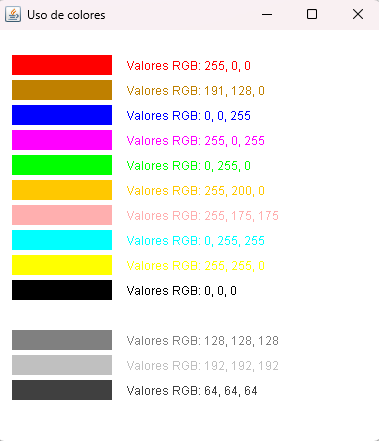 Uso de colores
Valores RGB: 255, 0, 0
Valores RGB: 191, 128, 0
Valores RGB: 0, 0, 255
Valores RGB: 255, 0, 255
Valores RGB: 0, 255, 0
Valores RGB: 255, 200, 0
Valores RGB: 255, 175, 175
Valores RGB: 0, 255, 255
Valores RGB: 255, 255, 0
Valores RGB: 0, 0, 0
Valores RGB: 128, 128, 128
Valores RGB: 192, 192, 192
Valores RGB: 64, 64, 64